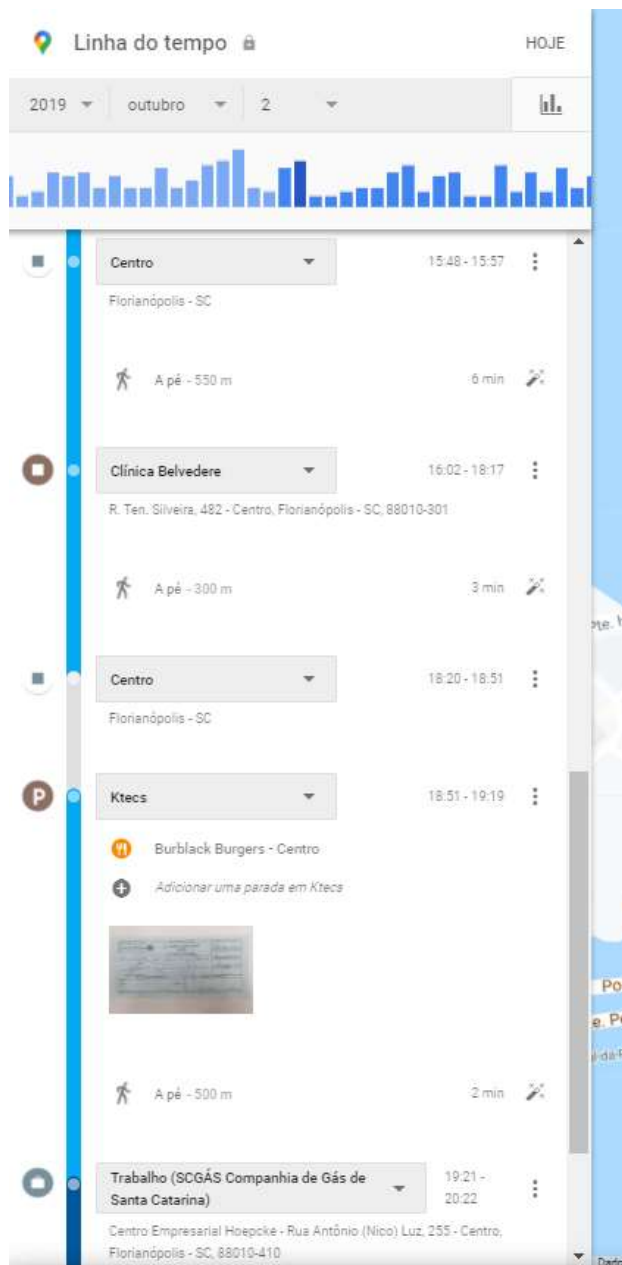 Linha do tempo
HOJE
2019 outubro 2
Centro 15:48 - 15:57
Florianópolis - SC
A pé - 550 m 6 min
Clínica Belvedere 16:02 - 18:17
R. Ten. Silveira, 482 - Centro, Florianópolis - SC, 88010-301
A pé - 300 m 3 min
Pte.
Centro 18:20 - 18:51
Florianópolis - SC
P Ktecs 18:51 - 19:19
Burblack Burgers - Centro
Adicionar uma parada em Ktecs
Po
A pé - 500 m 2 min
Trabalho (SCGÁS Companhia de Gás de 19:21 -
Santa Catarina) 20:22
Centro Empresarial Hoepcke - Rua Antônio (Nico) Luz, 255 - Centro,
Florianópolis - SC, 88010-410